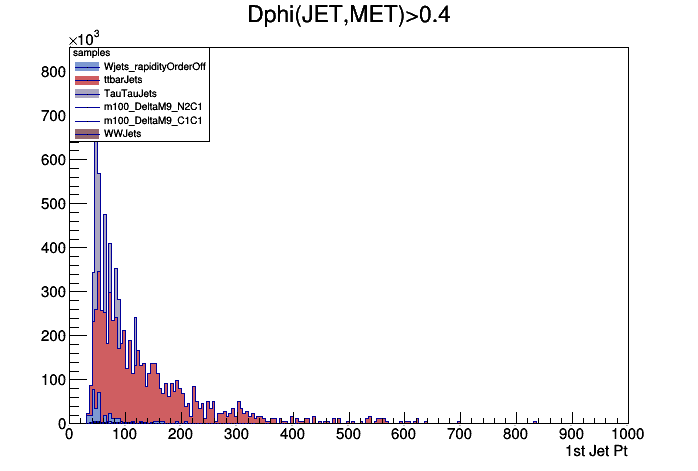 Dphi(JET,MET)>0.4
×10³
samples
Wjets_rapidityOrderOff
ttbarJets
TauTauJets
m100_DeltaM9_N2C1
m100_DeltaM9_C1C1
WWJets
800
700
600
500
400
300
200
100
0
0 100 200 300 400 500 600 700 800 900 1000
1st Jet Pt